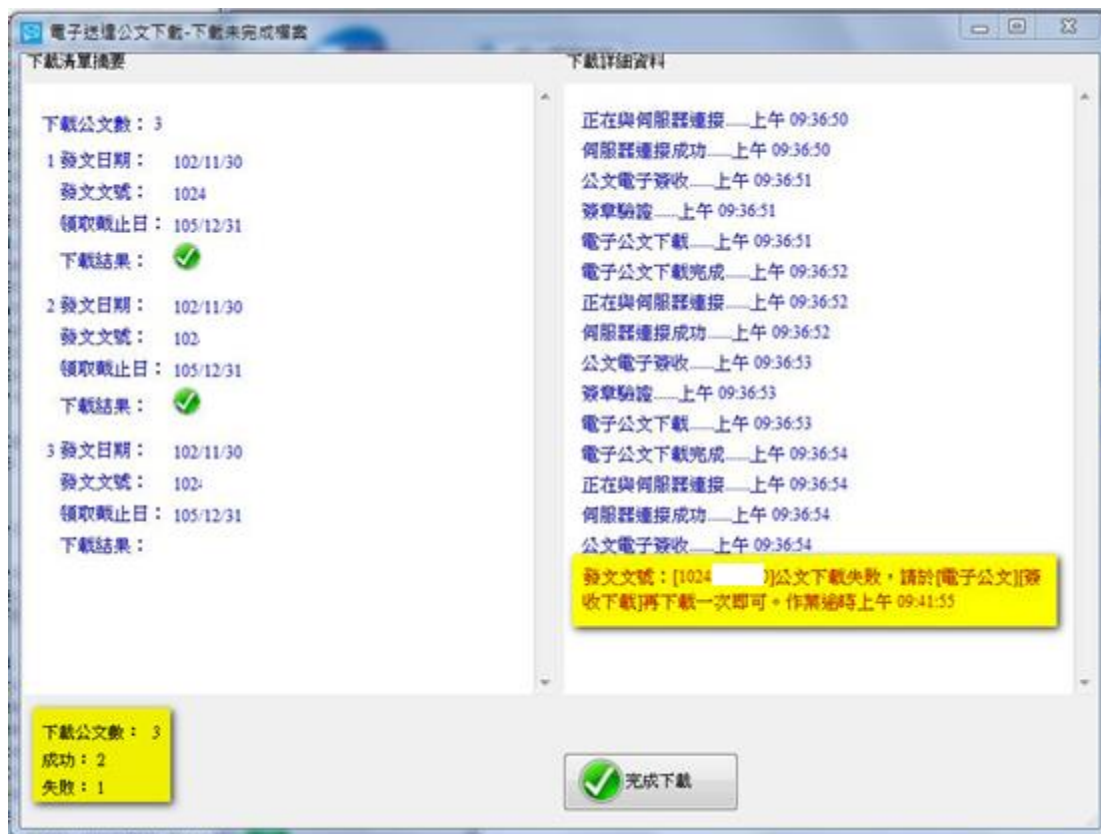 電子送達公文下載-下載未完成檔案
下載清單摘要
下載公文數： 3
1 發文日期： 102/11/30
發文文號： 1024
領取截止日： 105/12/31
下載結果：
2 發文日期： 102/11/30
發文文號： 102
領取截止日： 105/12/31
下載結果：
3 發文日期： 102/11/30
發文文號： 102
領取截止日： 105/12/31
下載結果：
下載公文數： 3
成功： 2
失敗： 1
下載詳細資料
正在與伺服器連接......上午 09:36:50
伺服器連接成功......上午 09:36:50
公文電子簽收......上午 09:36:51
簽章驗證......上午 09:36:51
電子公文下載......上午 09:36:51
電子公文下載完成......上午 09:36:52
正在與伺服器連接......上午 09:36:52
伺服器連接成功......上午 09:36:52
公文電子簽收......上午 09:36:53
簽章驗證......上午 09:36:53
電子公文下載......上午 09:36:53
電子公文下載完成......上午 09:36:54
正在與伺服器連接......上午 09:36:54
伺服器連接成功......上午 09:36:54
公文電子簽收......上午 09:36:54
發文文號：[1024 )]公文下載失敗，請於[電子公文][簽
收下載]再下載一次即可。作業逾時上午 09:41:55
完成下載